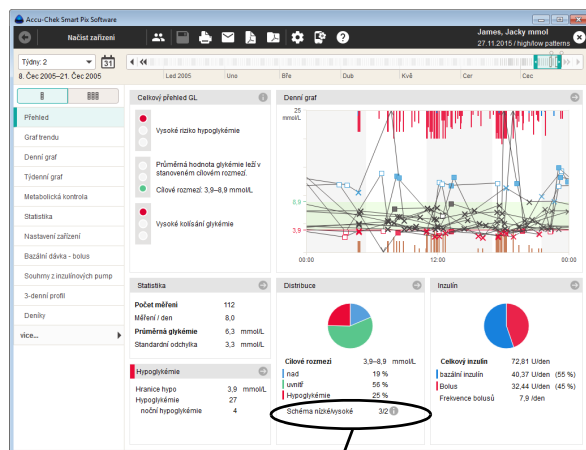 Accu-Chek Smart Pix Software
Načíst zařízení
James, Jacky mmol
27.11.2015 / high/low patterns
Týdny: 2
31
8. Čec 2005–21. Čec 2005
Led 2005 Uno Bře Dub Kvě Cer Cec
Přehled
Graf trendu
Denní graf
Týdenní graf
Metabolická kontrola
Statistika
Nastavení zařízení
Bazální dávka - bolus
Souhrny z inzulínových pump
3-denní profil
Deníky
více...
Celkový přehled GL
Vysoké riziko hypoglykémie
Průměrná hodnota glykémie leží v
stanoveném cílovém rozmezí.
Cílové rozmezí: 3,9–8,9 mmol/L
Vysoké kolísání glykémie
Denní graf
25
mmol/L
8,9
3,9
00:00 12:00 00:00
Statistika
Počet měření 112
Měření / den 8,0
Průměrná glykémie 6,3 mmol/L
Standardní odchylka 3,3 mmol/L
Hypoglykémie
Hranice hypo 3,9 mmol/L
Hypoglykémie 27
noční hypoglykémie 4
Distribuce
Cílové rozmezí 3,9–8,9 mmol/L
nad 19 %
uvnitř 56 %
Hypoglykémie 25 %
Schéma nízké/vysoké 3/2
Inzulín
Celkový inzulín 72,81 U/den
Bazální inzulín 40,37 U/den (55 %)
Bolus 32,44 U/den (45 %)
Frekvence bolusů 7,9 /den